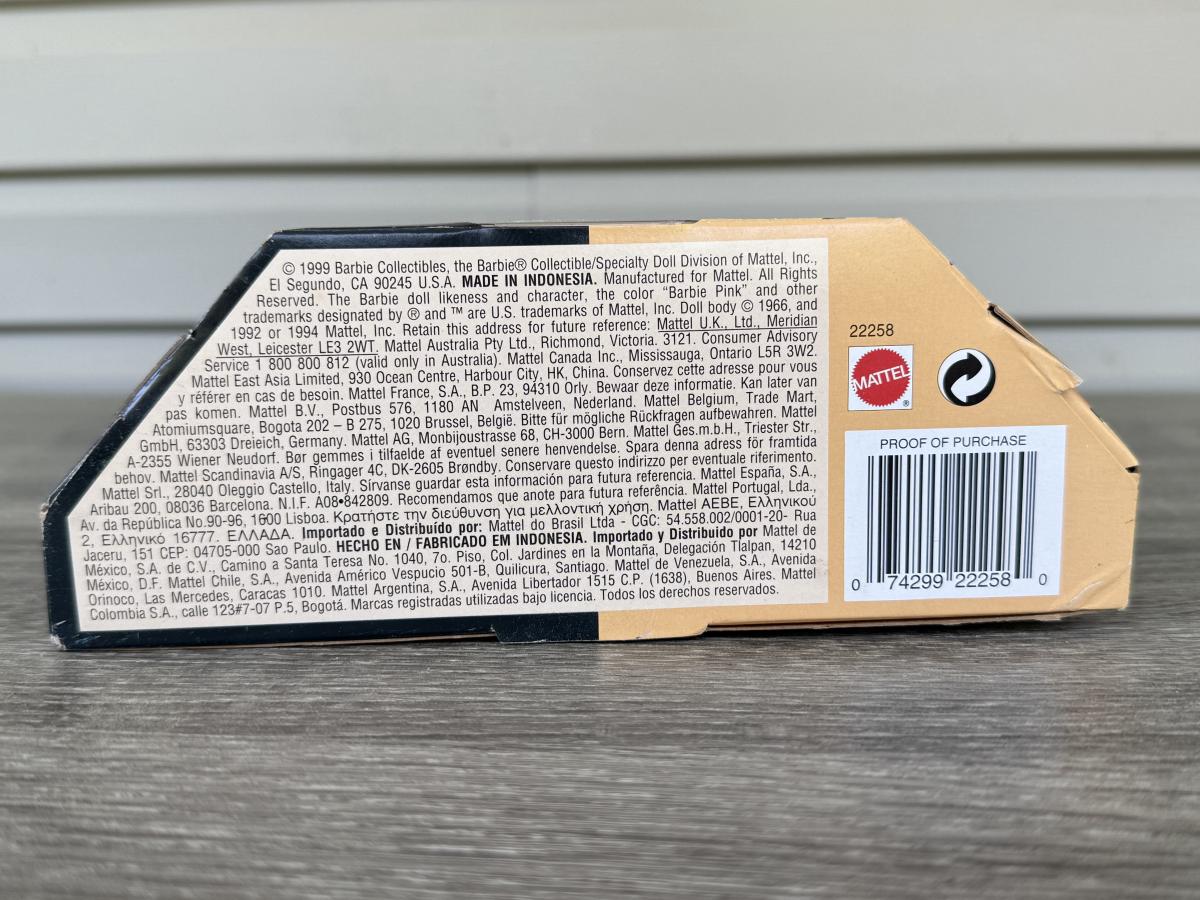 © 1999 Barbie Collectibles, the Barbie® Collectible/Specialty Doll Division of Mattel, Inc.,
El Segundo, CA 90245 U.S.A. MADE IN INDONESIA. Manufactured for Mattel. All Rights
Reserved. The Barbie doll likeness and character, the color "Barbie Pink" and other
trademarks designated by ® and ™ are U.S. trademarks of Mattel, Inc. Doll body © 1966, and
1992 or 1994 Mattel, Inc. Retain this address for future reference: Mattel U.K., Ltd., Meridian
West, Leicester LE3 2WT. Mattel Australia Pty Ltd., Richmond, Victoria. 3121. Consumer Advisory
Service 1 800 800 812 (valid only in Australia). Mattel Canada Inc., Mississauga, Ontario L5R 3W2.
Mattel East Asia Limited, 930 Ocean Centre, Harbour City, HK, China. Conservez cette adresse pour vous
y référer en cas de besoin. Mattel France, S.A., B.P. 23, 94310 Orly. Bewaar deze informatie. Kan later van
pas komen. Mattel B.V., Postbus 576, 1180 AN Amstelveen, Nederland. Mattel Belgium, Trade Mart,
Atomiumsquare, Bogota 202 – B 275, 1020 Brussel, België. Bitte für mögliche Rückfragen aufbewahren. Mattel
GmbH, 63303 Dreieich, Germany. Mattel AG, Monbijoustrasse 68, CH-3000 Bern. Mattel Ges.m.b.H., Triester Str.,
A-2355 Wiener Neudorf. Bør gemmes i tilfælde af eventuel senere henvendelse. Spara denna adress för framtida
behov. Mattel Scandinavia A/S, Ringager 4C, DK-2605 Brøndby. Conservare questo indirizzo per eventuale riferimento.
Mattel Srl., 28040 Oleggio Castello, Italy. Sírvanse guardar esta información para futura referencia. Mattel España, S.A.,
Aribau 200, 08036 Barcelona. N.I.F. A08•842809. Recomendamos que anote para futura referência. Mattel Portugal, Lda.,
Av. da República No.90-96, 1600 Lisboa. Κρατήστε την διεύθυνση για μελλοντική χρήση. Mattel AEBE, Ελληνικού
2, Ελληνικό 16777. ΕΛΛΑΔΑ. Importado e Distribuído por: Mattel do Brasil Ltda - CGC: 54.558.002/0001-20- Rua
Jaceru, 151 CEP: 04705-000 Sao Paulo. HECHO EN / FABRICADO EM INDONESIA. Importado y Distribuido por Mattel de
México, S.A. de C.V., Camino a Santa Teresa No. 1040, 7o. Piso, Col. Jardines en la Montaña, Delegación Tlalpan, 14210
México, D.F. Mattel Chile, S.A., Avenida Américo Vespucio 501-B, Quilicura, Santiago. Mattel de Venezuela, S.A., Avenida
Orinoco, Las Mercedes, Caracas 1010. Mattel Argentina, S.A., Avenida Libertador 1515 C.P. (1638), Buenos Aires. Mattel
Colombia S.A., calle 123#7-07 P.5, Bogotá. Marcas registradas utilizadas bajo licencia. Todos los derechos reservados.
22258
MATTEL ®
PROOF OF PURCHASE
0 74299 22258 0